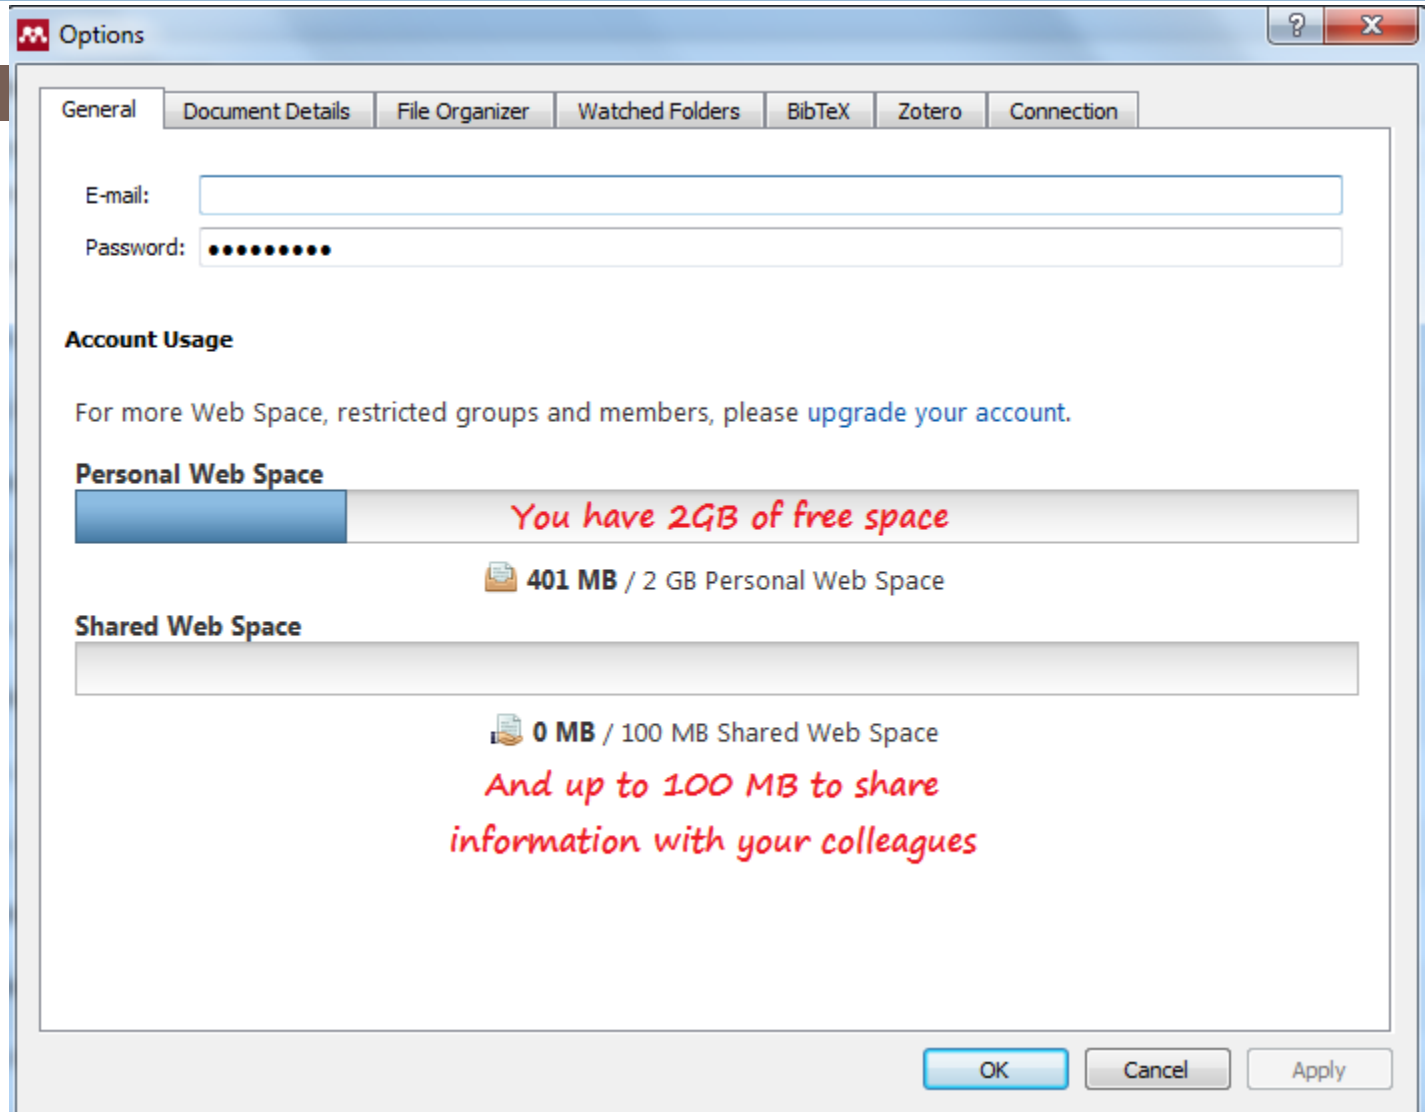 Options
General Document Details File Organizer Watched Folders BibTeX Zotero Connection
E-mail:
Password: •••••••••
Account Usage
For more Web Space, restricted groups and members, please upgrade your account.
Personal Web Space
You have 2GB of free space
401 MB / 2 GB Personal Web Space
Shared Web Space
0 MB / 100 MB Shared Web Space
And up to 100 MB to share
information with your colleagues
OK Cancel Apply